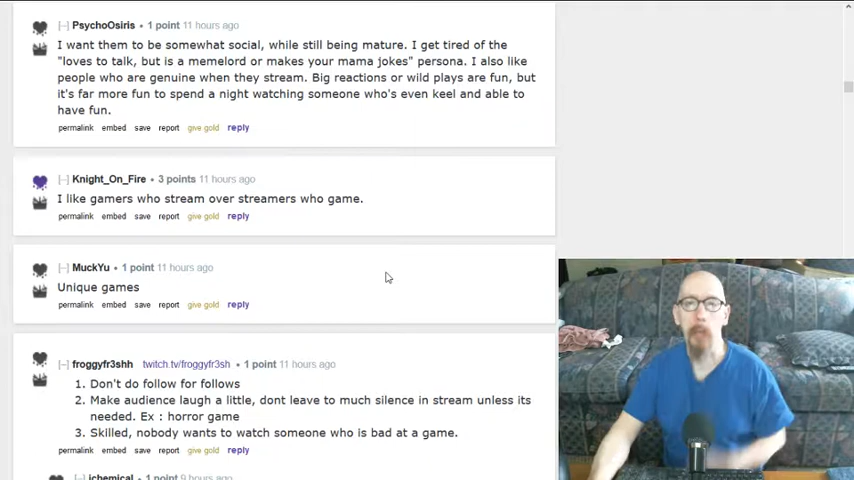 [–] PsychoOsiris • 1 point 11 hours ago
I want them to be somewhat social, while still being mature. I get tired of the
"loves to talk, but is a memelord or makes your mama jokes" persona. I also like
people who are genuine when they stream. Big reactions or wild plays are fun, but
it's far more fun to spend a night watching someone who's even keel and able to
have fun.
permalink embed save report give gold reply
[–] Knight_On_Fire • 3 points 11 hours ago
I like gamers who stream over streamers who game.
permalink embed save report give gold reply
[–] MuckYu • 1 point 11 hours ago
Unique games
permalink embed save report give gold reply
[–] froggyfr3shh twitch.tv/froggyfr3sh • 1 point 11 hours ago
1. Don't do follow for follows
2. Make audience laugh a little, dont leave to much silence in stream unless its
needed. Ex : horror game
3. Skilled, nobody wants to watch someone who is bad at a game.
permalink embed save report give gold reply
[–] ichemical • 1 point 9 hours ago